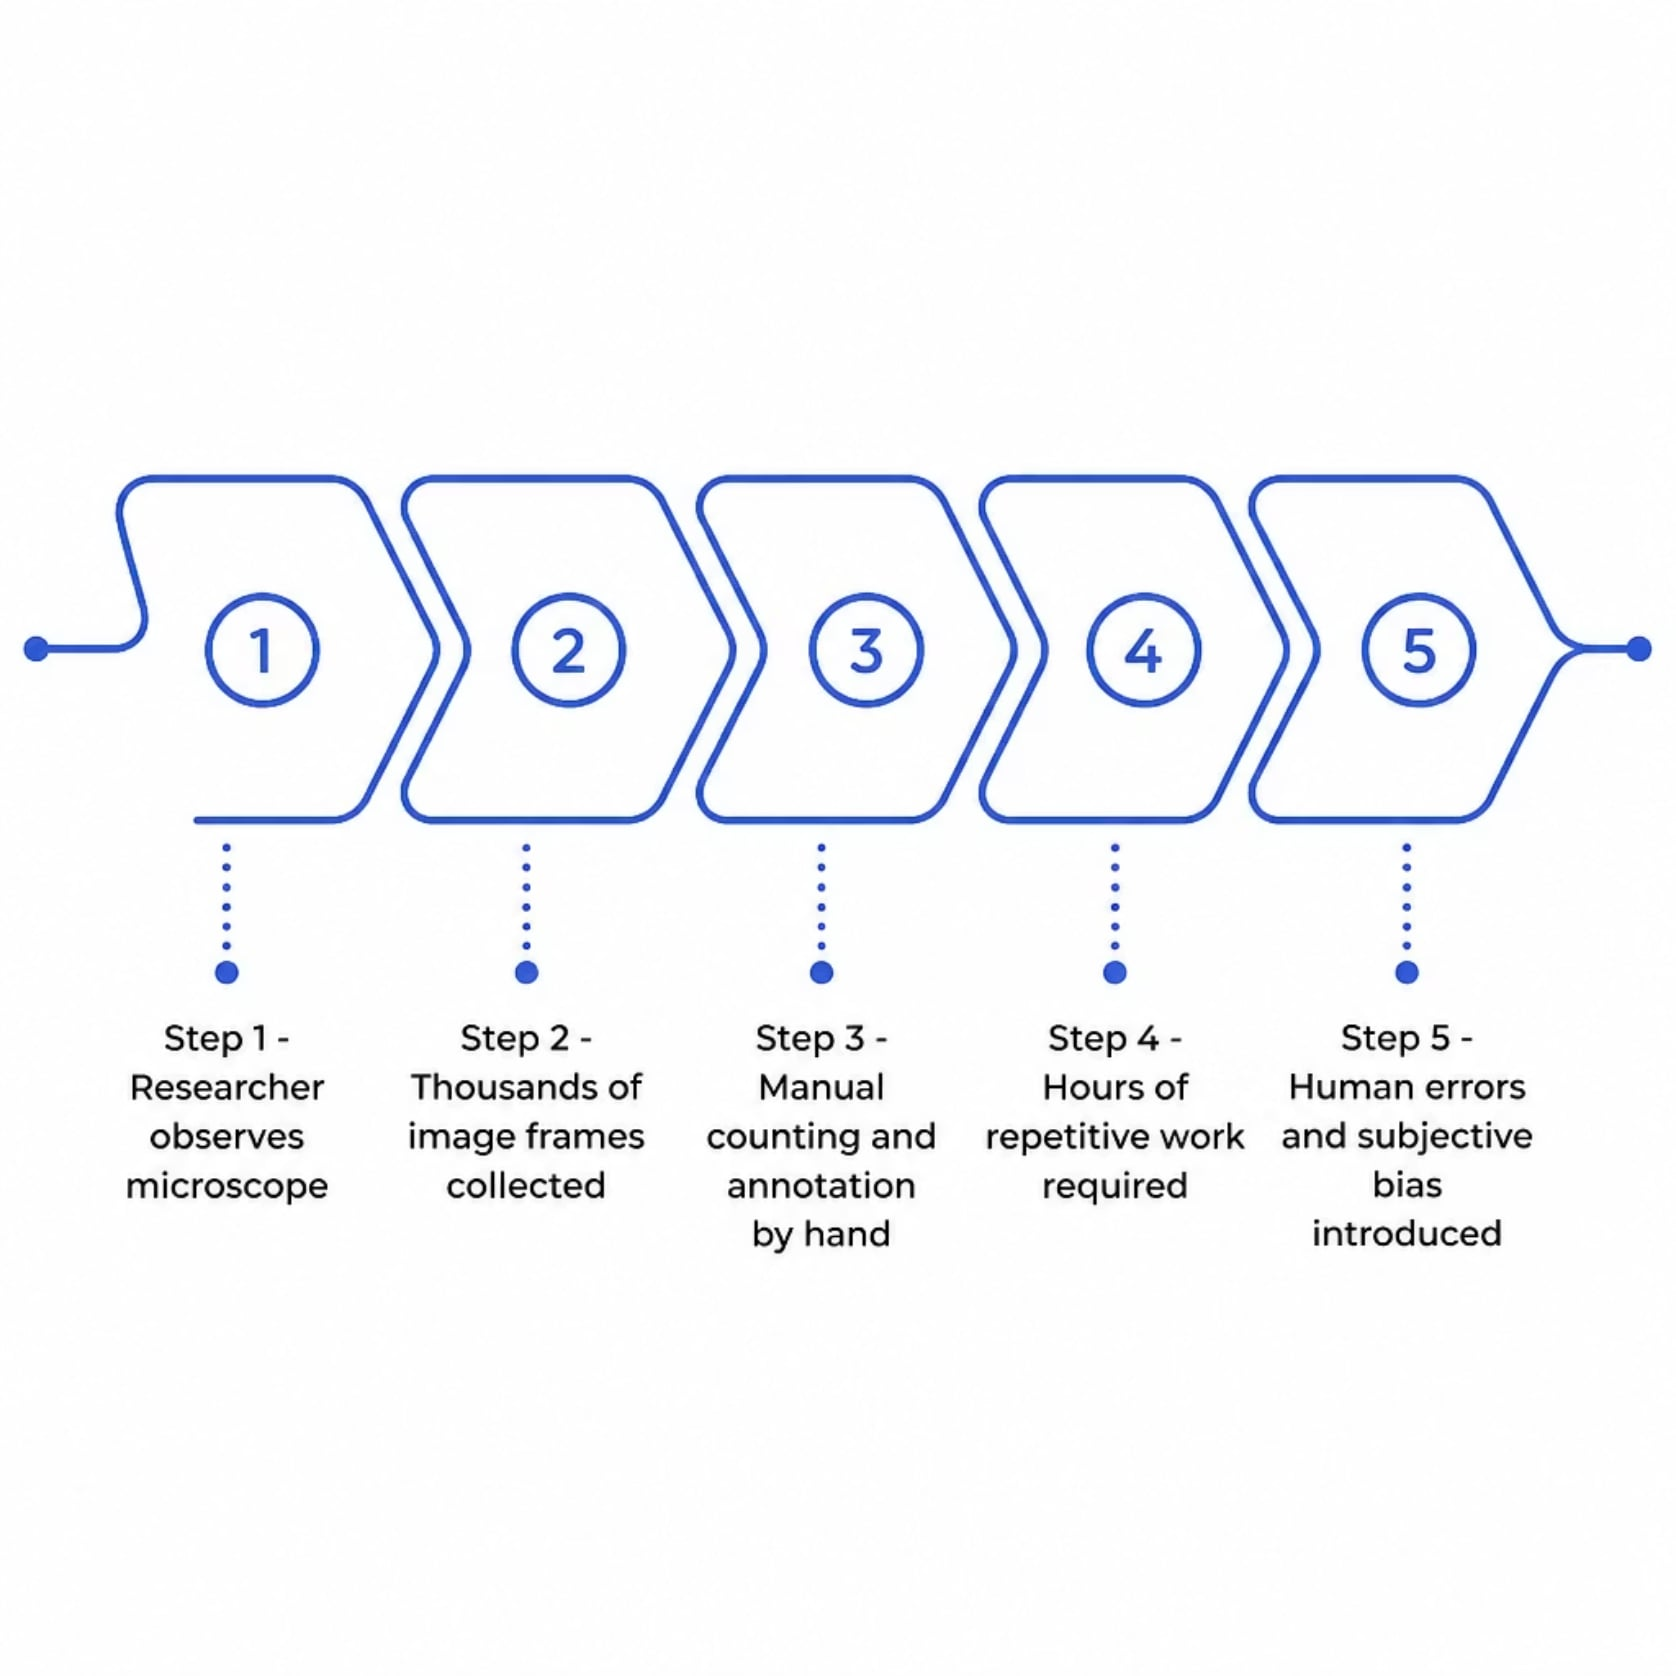 1
2
3
4
5
Step 1 -
Researcher
observes
microscope
Step 2 -
Thousands of
image frames
collected
Step 3 -
Manual
counting and
annotation
by hand
Step 4 -
Hours of
repetitive work
required
Step 5 -
Human errors
and subjective
bias
introduced